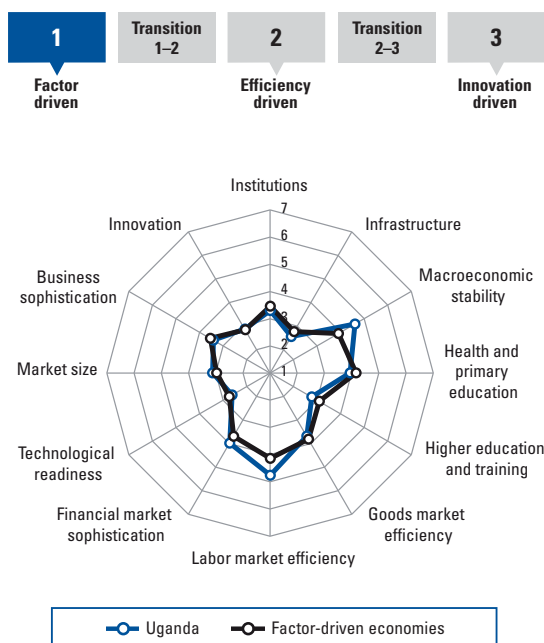 1
Transition
1–2
2
Transition
2–3
3
Factor
driven
Efficiency
driven
Innovation
driven
Institutions
7
Innovation
6
Infrastructure
5
Business
sophistication
4
Macroeconomic
stability
3
2
Market size
1
Health and
primary
education
Technological
readiness
Higher education
and training
Financial market
sophistication
Goods market
efficiency
Labor market efficiency
Uganda
Factor-driven economies